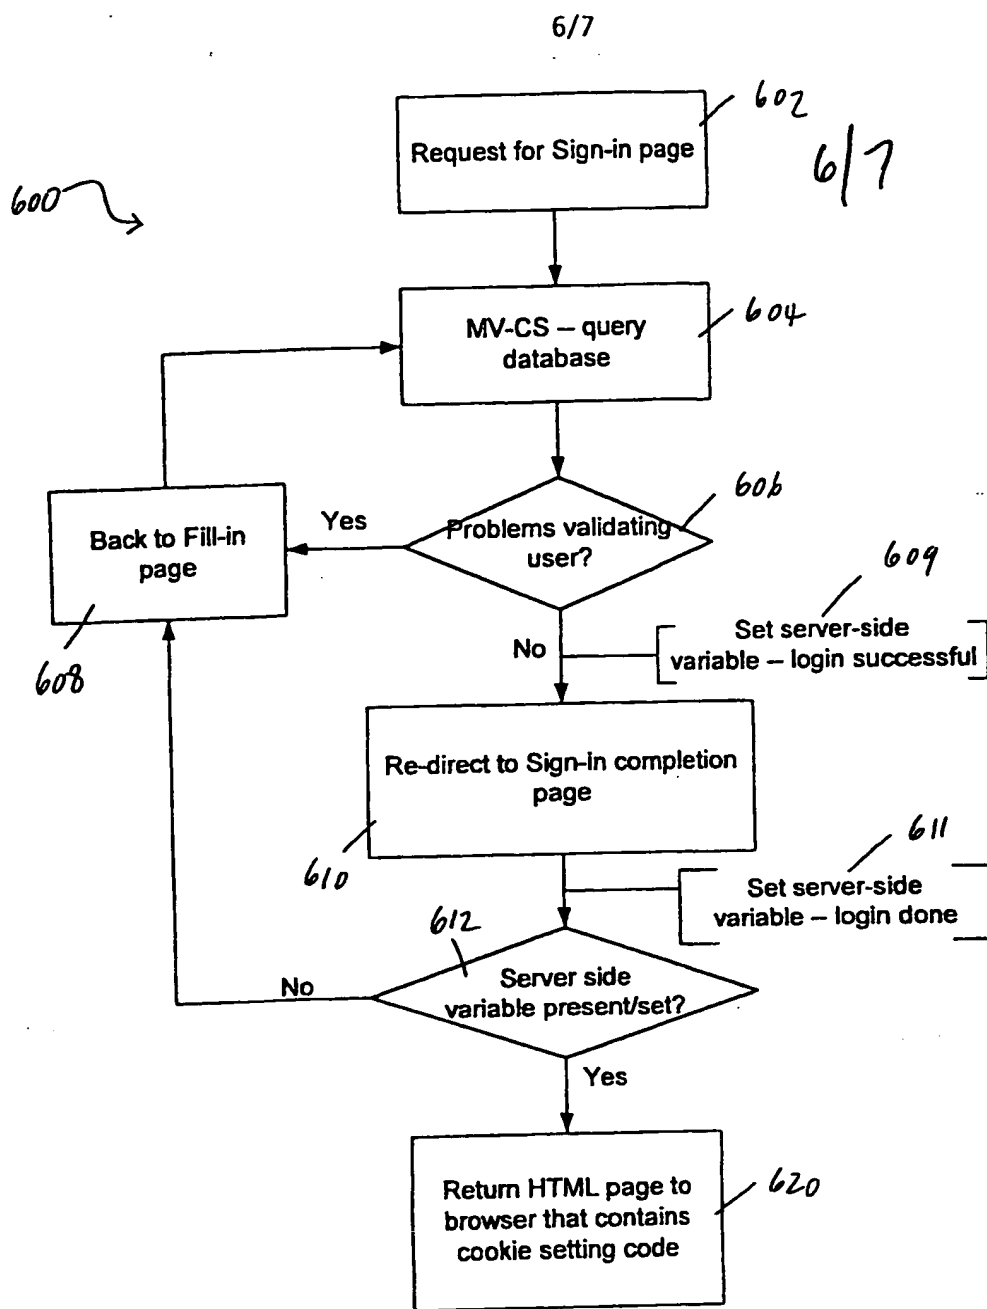 6/7
602
Request for Sign-in page
6/7
600
604
MV-CS – query
database
606
Yes
Problems validating
user?
Back to Fill-in
page
609
Set server-side
variable – login successful
No
608
Re-direct to Sign-in completion
page
611
610
Set server-side
variable – login done
612
Server side
variable present/set?
No
Yes
620
Return HTML page to
browser that contains
cookie setting code